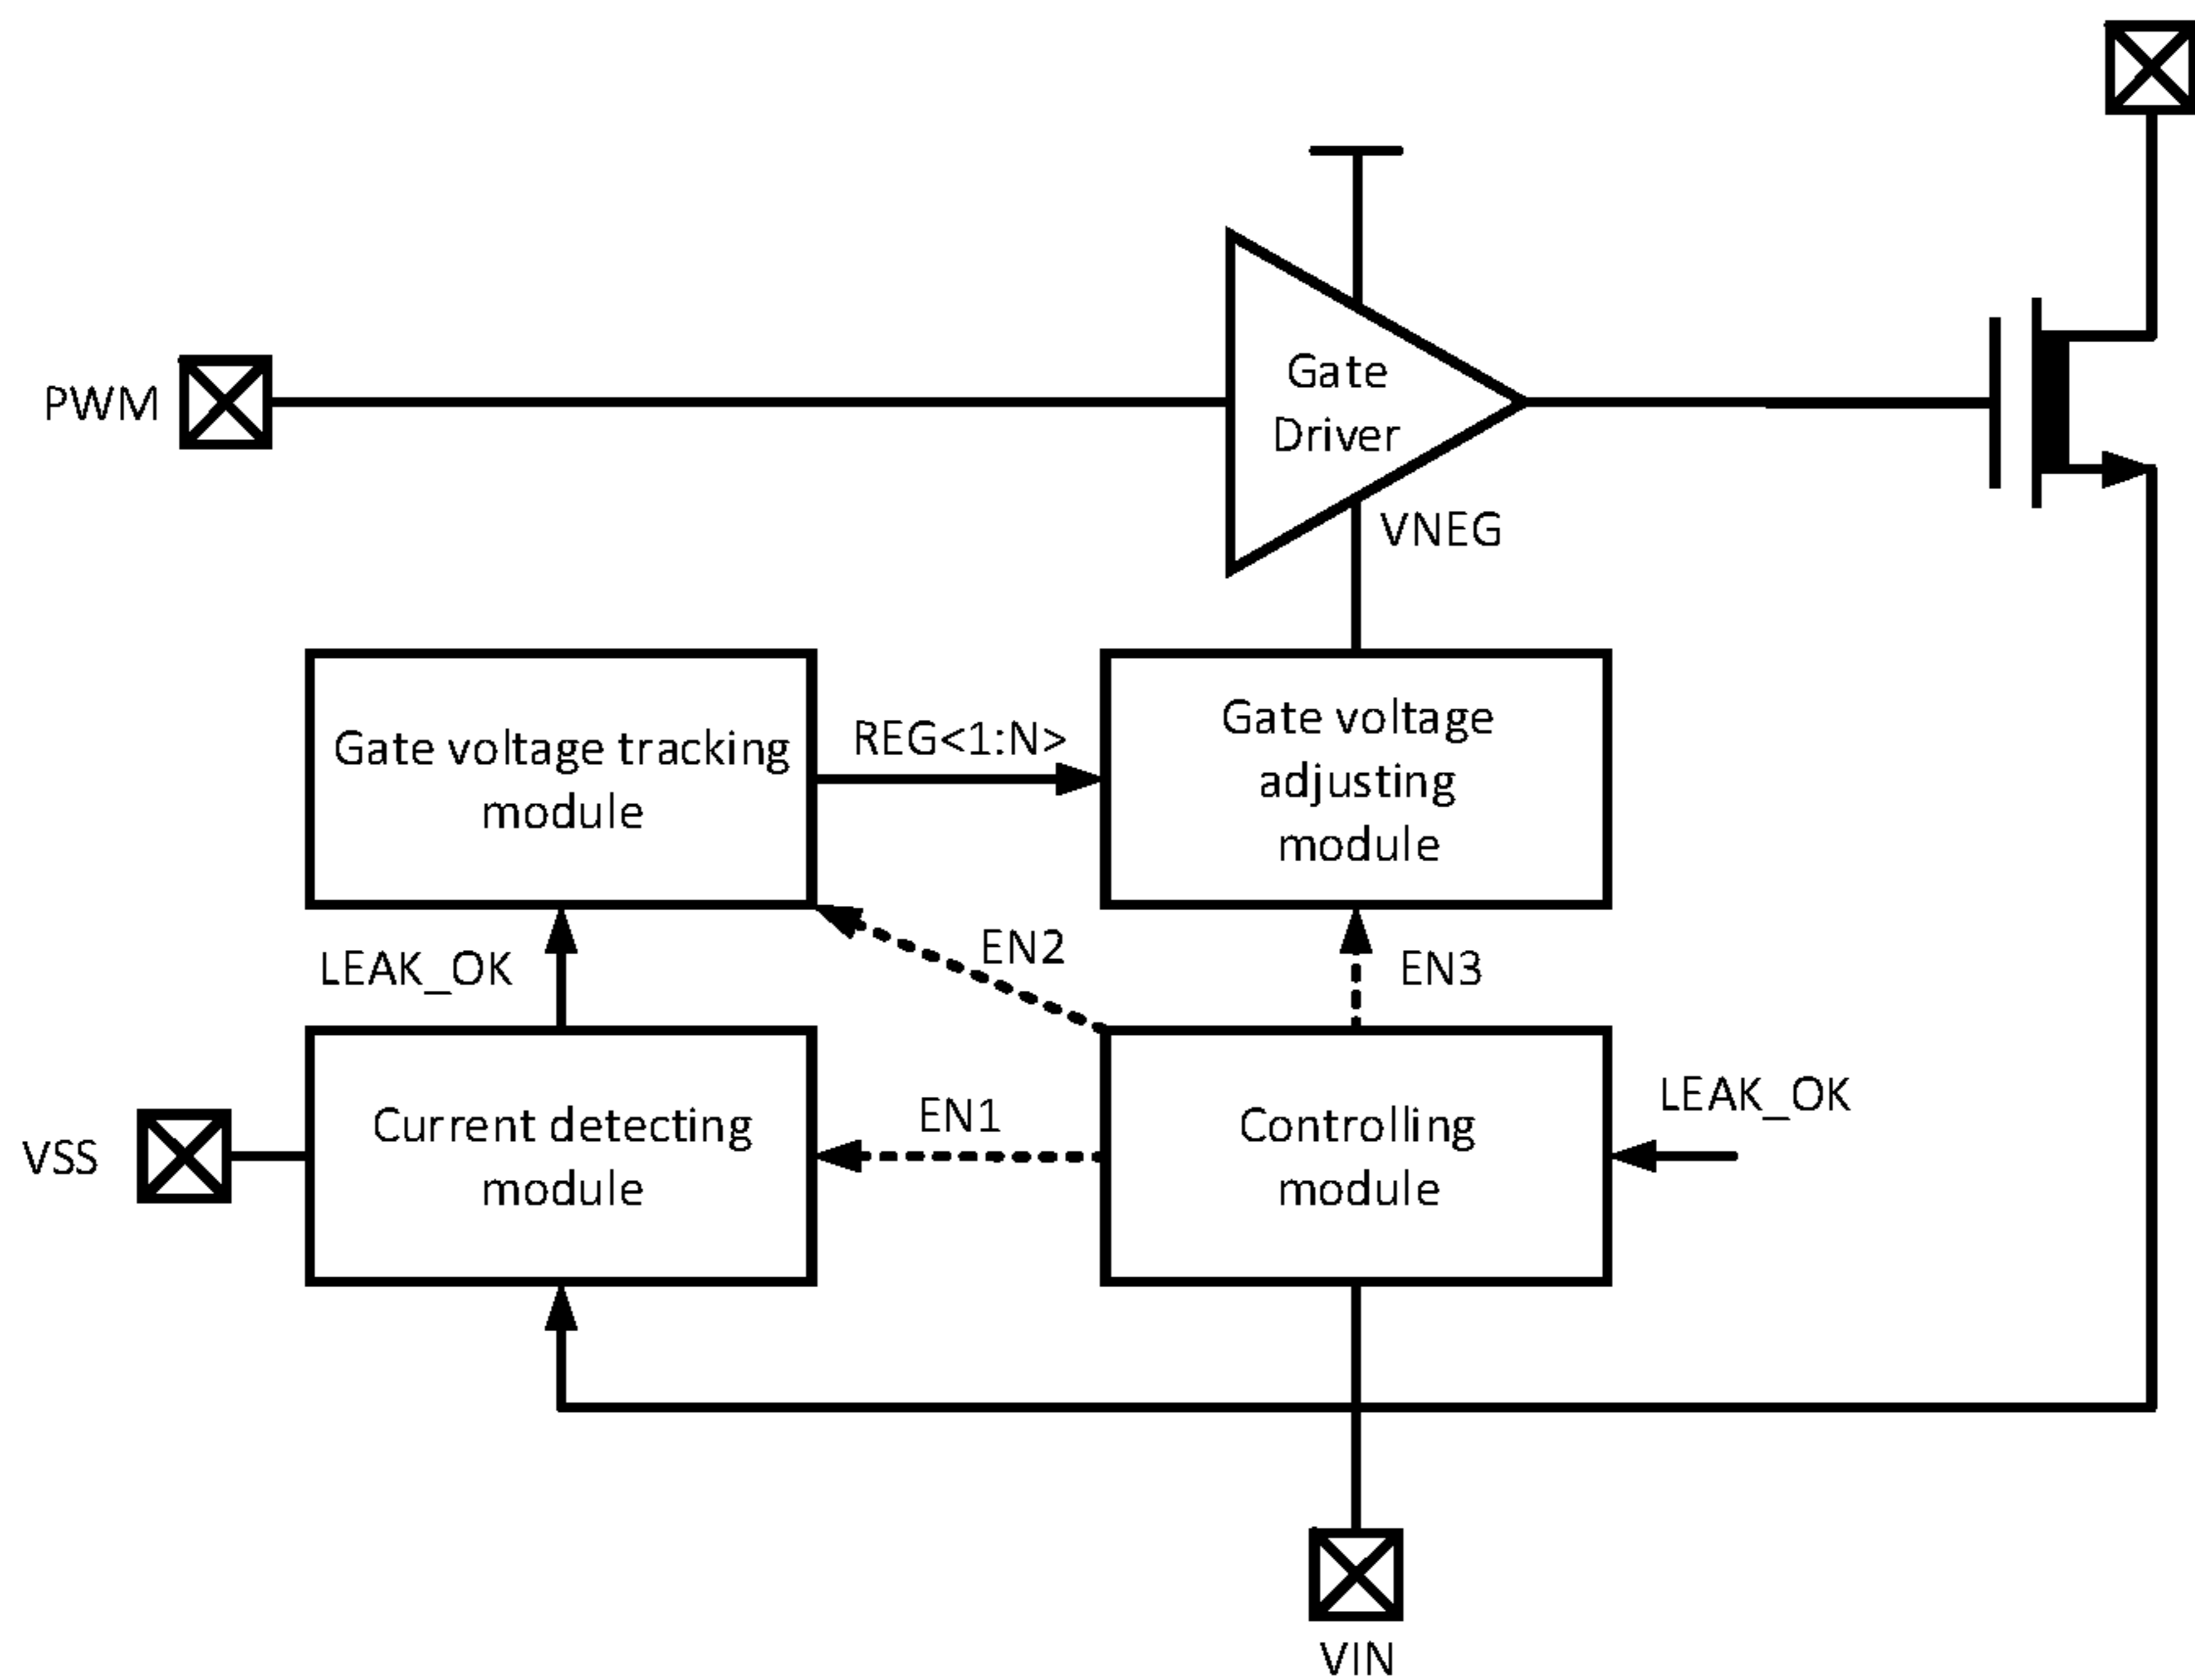 PWM
Gate
Driver
VNEG
Gate voltage tracking
module
REG<1:N>
Gate voltage
adjusting
module
LEAK_OK
EN2
EN3
VSS
Current detecting
module
EN1
Controlling
module
LEAK_OK
VIN